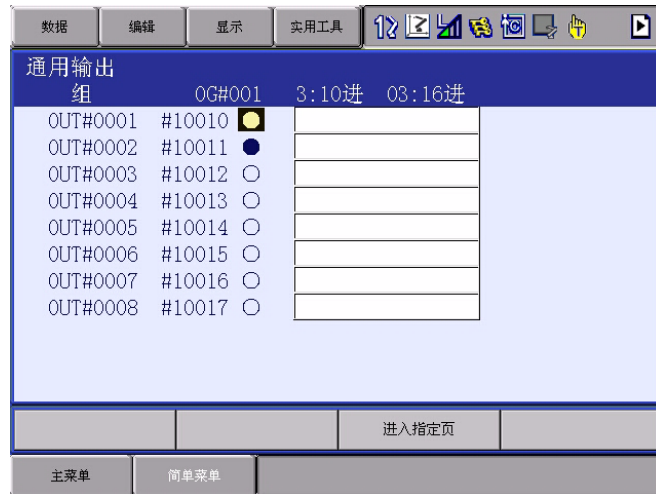 数据 编辑 显示 实用工具
通用输出
组 OG#001 3:10进 03:16进
OUT#0001 #10010
OUT#0002 #10011
OUT#0003 #10012
OUT#0004 #10013
OUT#0005 #10014
OUT#0006 #10015
OUT#0007 #10016
OUT#0008 #10017
进入指定页
主菜单 简单菜单